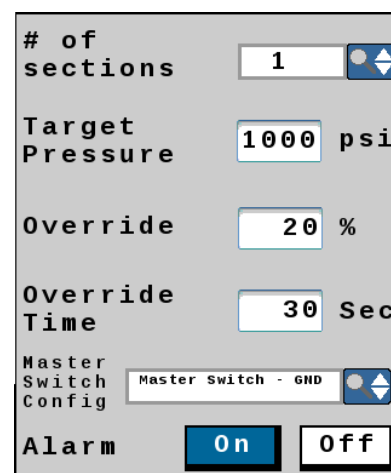 # of
sections 1
Target
Pressure 1000 psi
Override 20 %
Override
Time 30 Sec
Master
Switch Master Switch - GND
Config
Alarm On Off